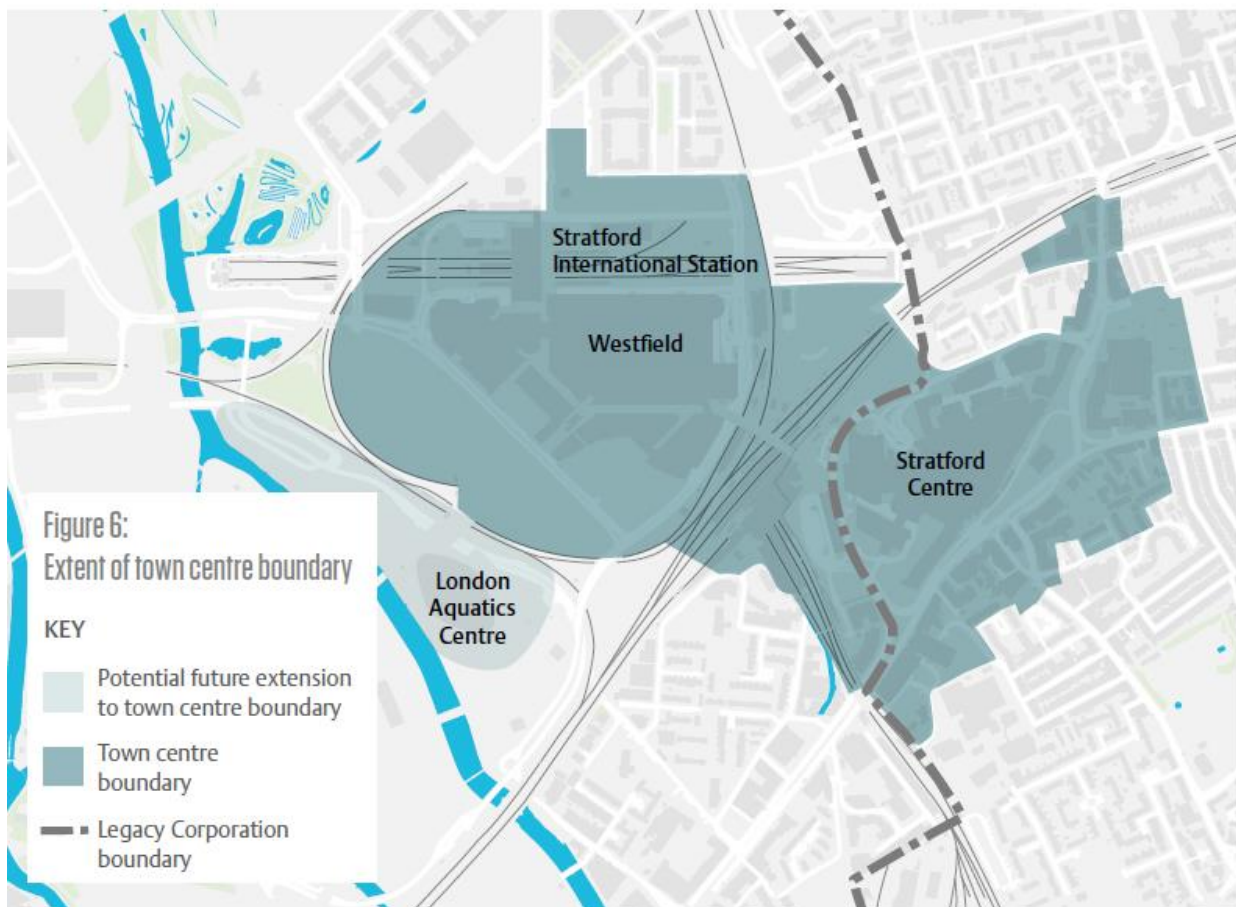 Stratford
International Station
Westfield
Stratford
Centre
London
Aquatics
Centre
Figure 6:
Extent of town centre boundary
KEY
Potential future extension
to town centre boundary
Town centre
boundary
Legacy Corporation
boundary